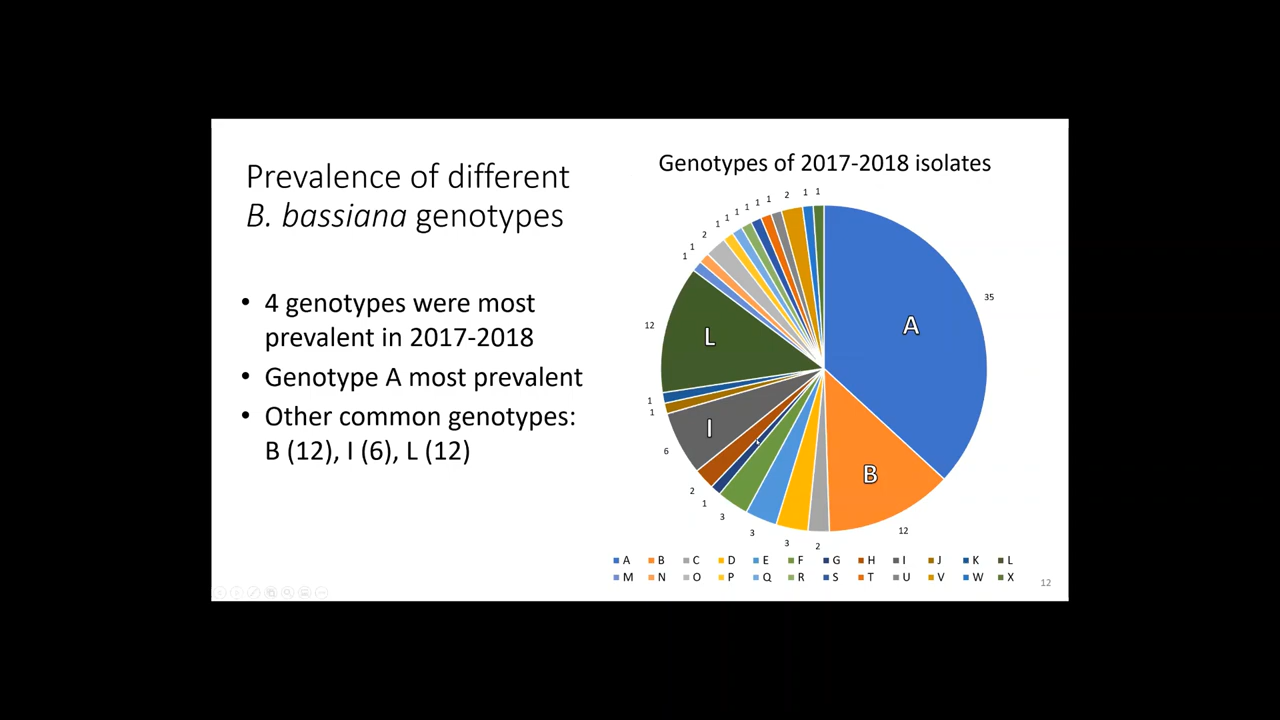 Prevalence of different
B. bassiana genotypes
• 4 genotypes were most
prevalent in 2017-2018
• Genotype A most prevalent
• Other common genotypes:
B (12), I (6), L (12)
Genotypes of 2017-2018 isolates
A
35
B
12
2
3
3
3
1
2
I
6
1
1
L
12
1
1
2
1
1
1
1
1
1
2
1
1
A B C D E F G H I J K L
M N O P Q R S T U V W X
12